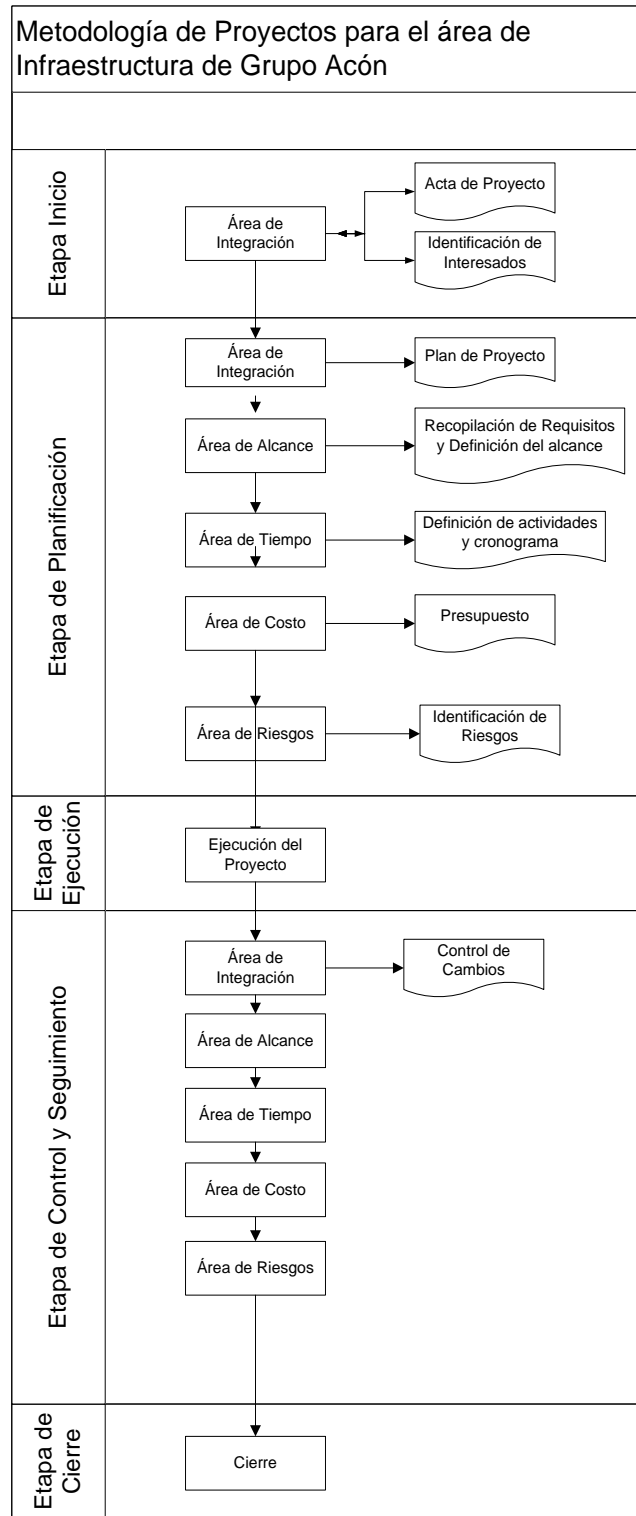 Metodología de Proyectos para el área de
Infraestructura de Grupo Acón
Etapa Inicio
Área de
Integración
Acta de Proyecto
Identificación de
Interesados
Etapa de Planificación
Área de
Integración
Plan de Proyecto
Área de Alcance
Recopilación de Requisitos
y Definición del alcance
Área de Tiempo
Definición de actividades
y cronograma
Área de Costo
Presupuesto
Área de Riesgos
Identificación de
Riesgos
Etapa de
Ejecución
Ejecución del
Proyecto
Etapa de Control y Seguimiento
Área de
Integración
Control de
Cambios
Área de Alcance
Área de Tiempo
Área de Costo
Área de Riesgos
Etapa de
Cierre
Cierre